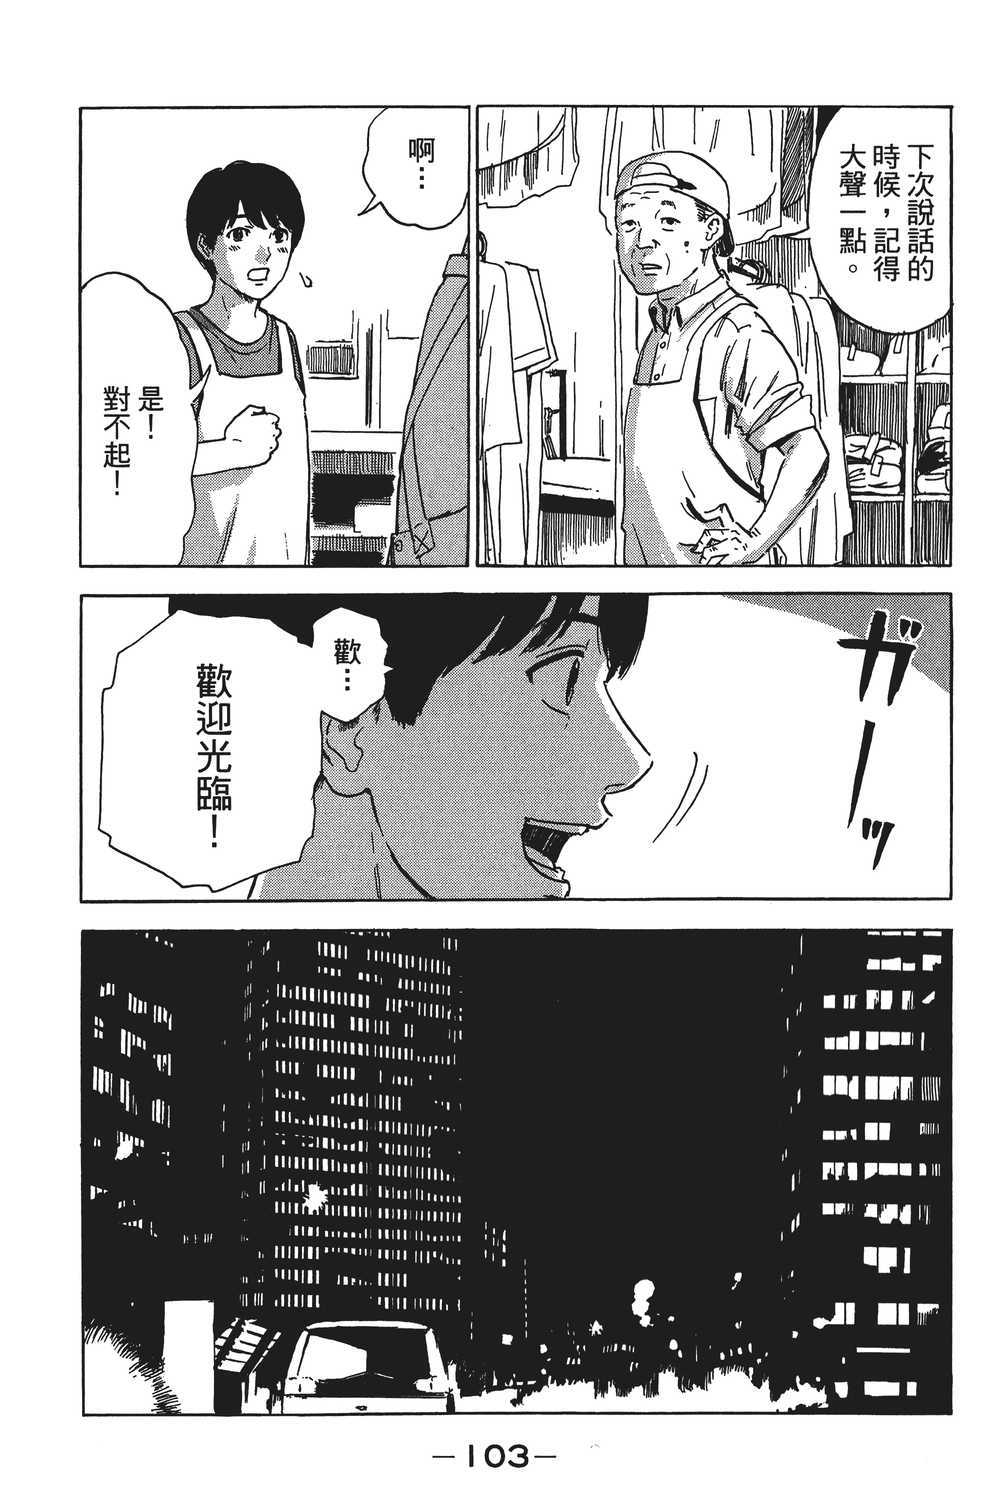 下次說話的
時候，記得
大聲一點。
啊…
是！
對不起！
ガーッ
歡…
歡迎光臨！
—103—